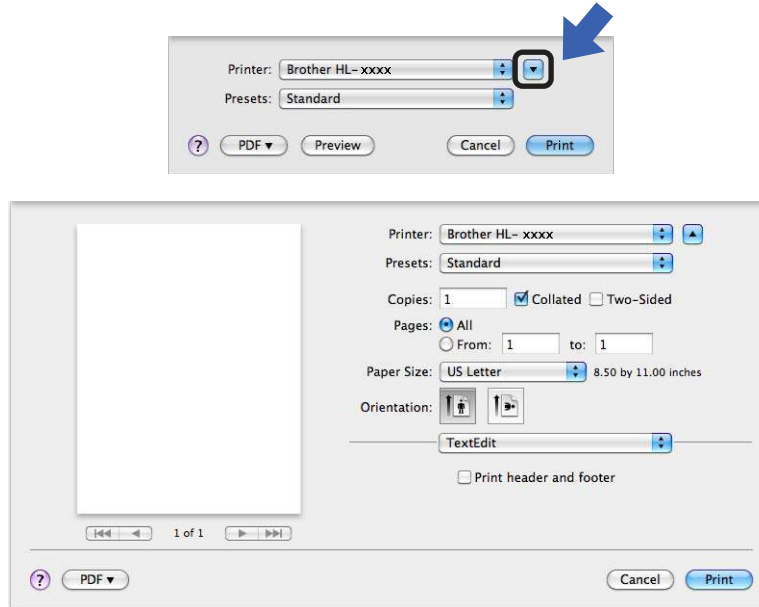 Printer: Brother HL- xxxx
Presets: Standard
? PDF Preview Cancel Print
Printer: Brother HL- xxxx
Presets: Standard
Copies: 1 Collated Two-Sided
Pages: All
From: 1 to: 1
Paper Size: US Letter 8.50 by 11.00 inches
Orientation:
TextEdit
Print header and footer
1 of 1
? PDF Cancel Print